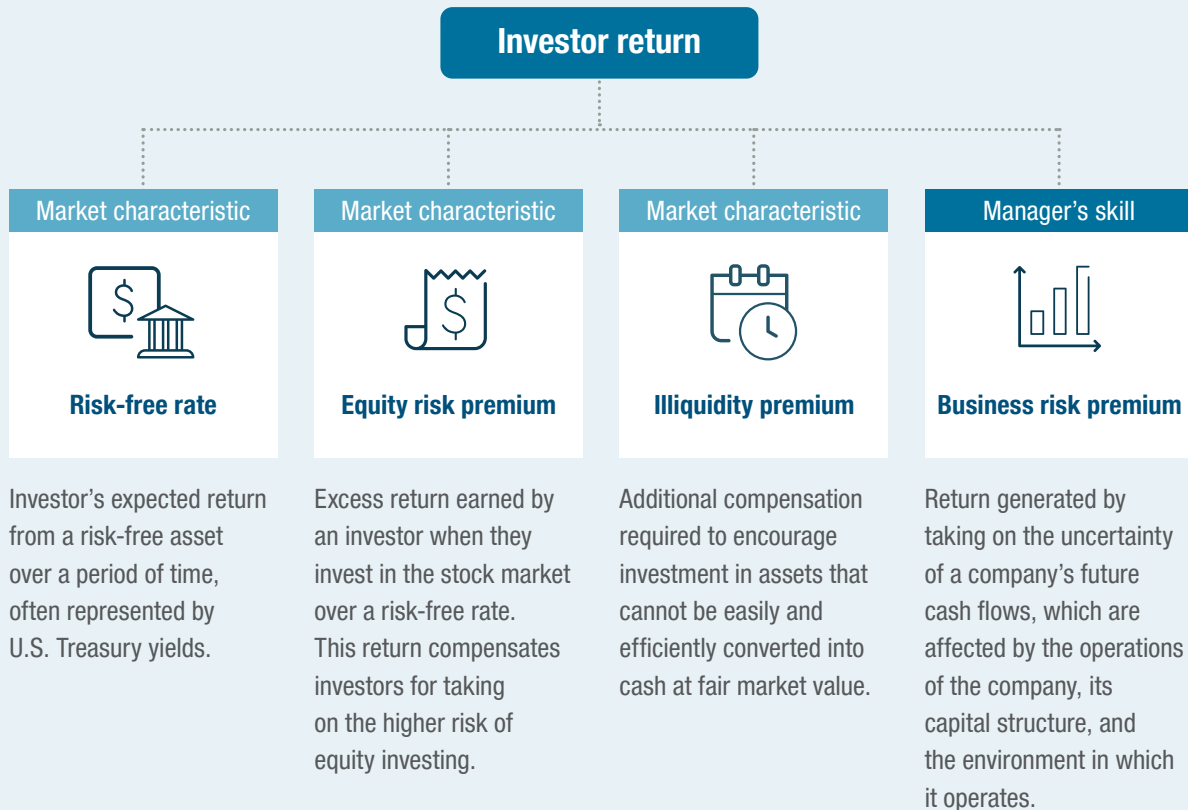 Investor return
Market characteristic
$
Risk-free rate
Investor’s expected return
from a risk-free asset
over a period of time,
often represented by
U.S. Treasury yields.
Market characteristic
$
Equity risk premium
Excess return earned by
an investor when they
invest in the stock market
over a risk-free rate.
This return compensates
investors for taking
on the higher risk of
equity investing.
Market characteristic
Illiquidity premium
Additional compensation
required to encourage
investment in assets that
cannot be easily and
efficiently converted into
cash at fair market value.
Manager’s skill
Business risk premium
Return generated by
taking on the uncertainty
of a company’s future
cash flows, which are
affected by the operations
of the company, its
capital structure, and
the environment in which
it operates.